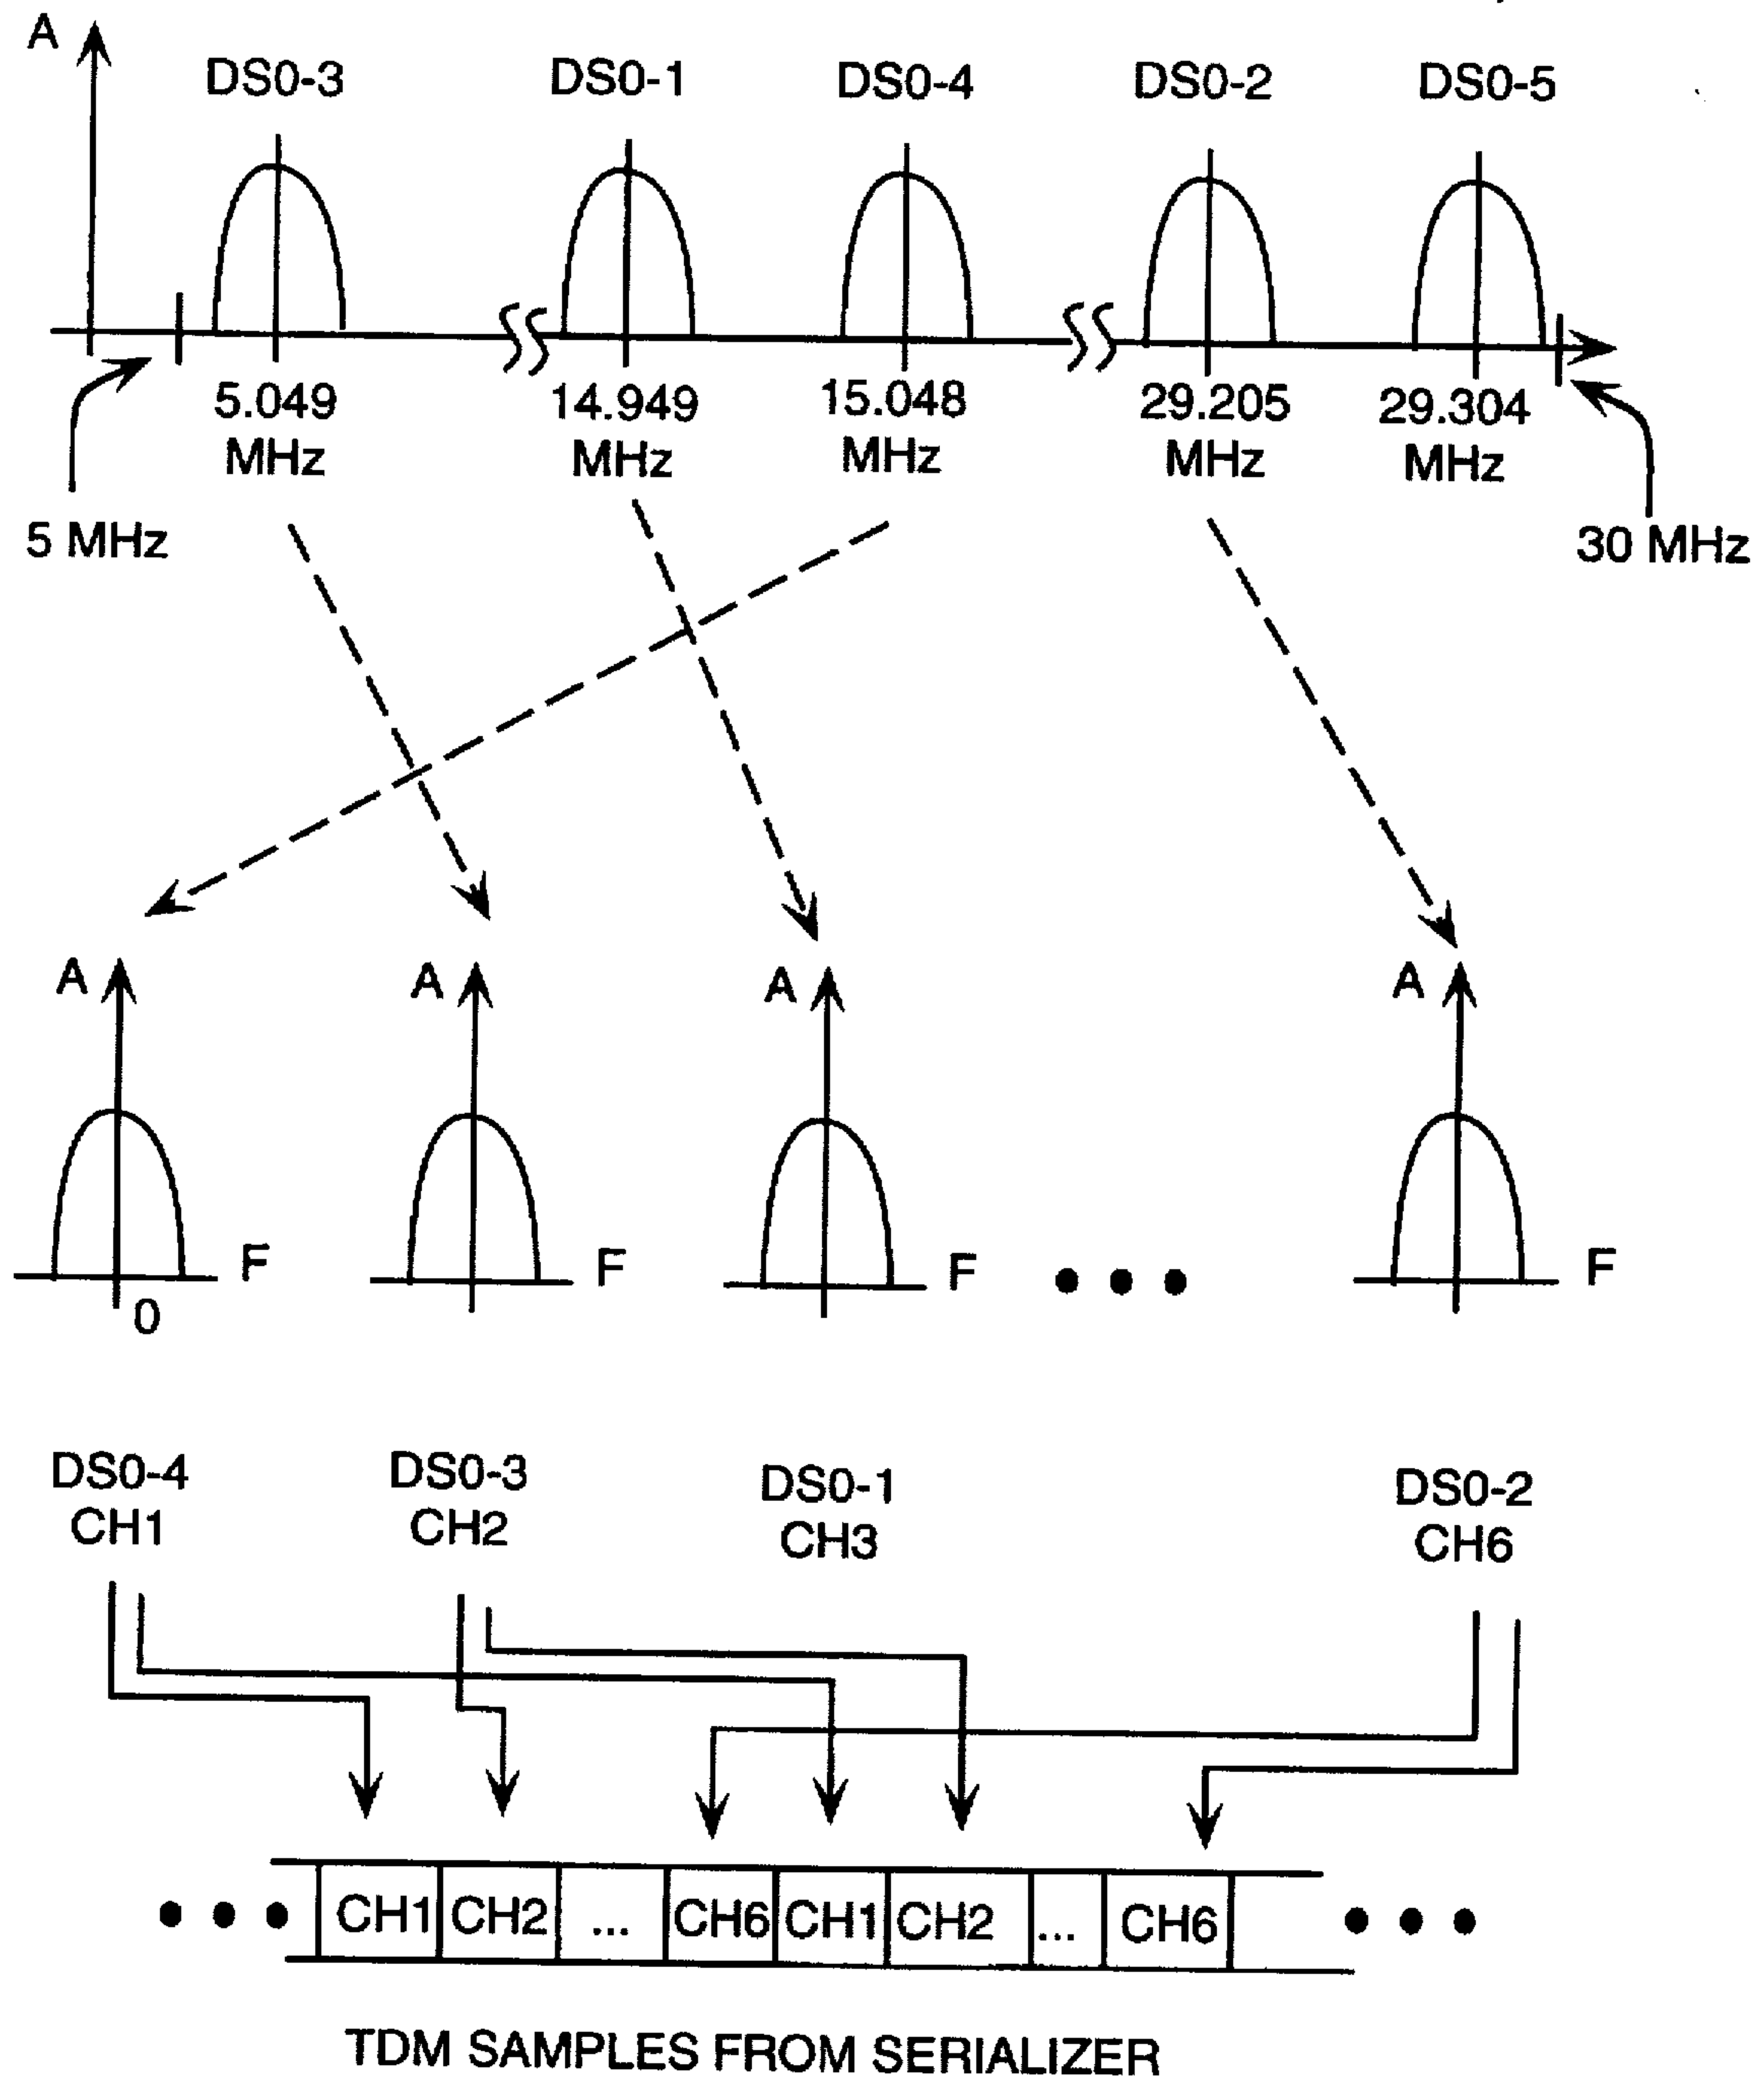 A
DS0-3 DS0-1 DS0-4 DS0-2 DS0-5
5.049 MHz
14.949 MHz
15.048 MHz
29.205 MHz
29.304 MHz
5 MHz
30 MHz
A A A A
F F F F
0
DS0-4 CH1
DS0-3 CH2
DS0-1 CH3
DS0-2 CH6
... CH1 CH2 ... CH6 CH1 CH2 ... CH6 ...
TDM SAMPLES FROM SERIALIZER